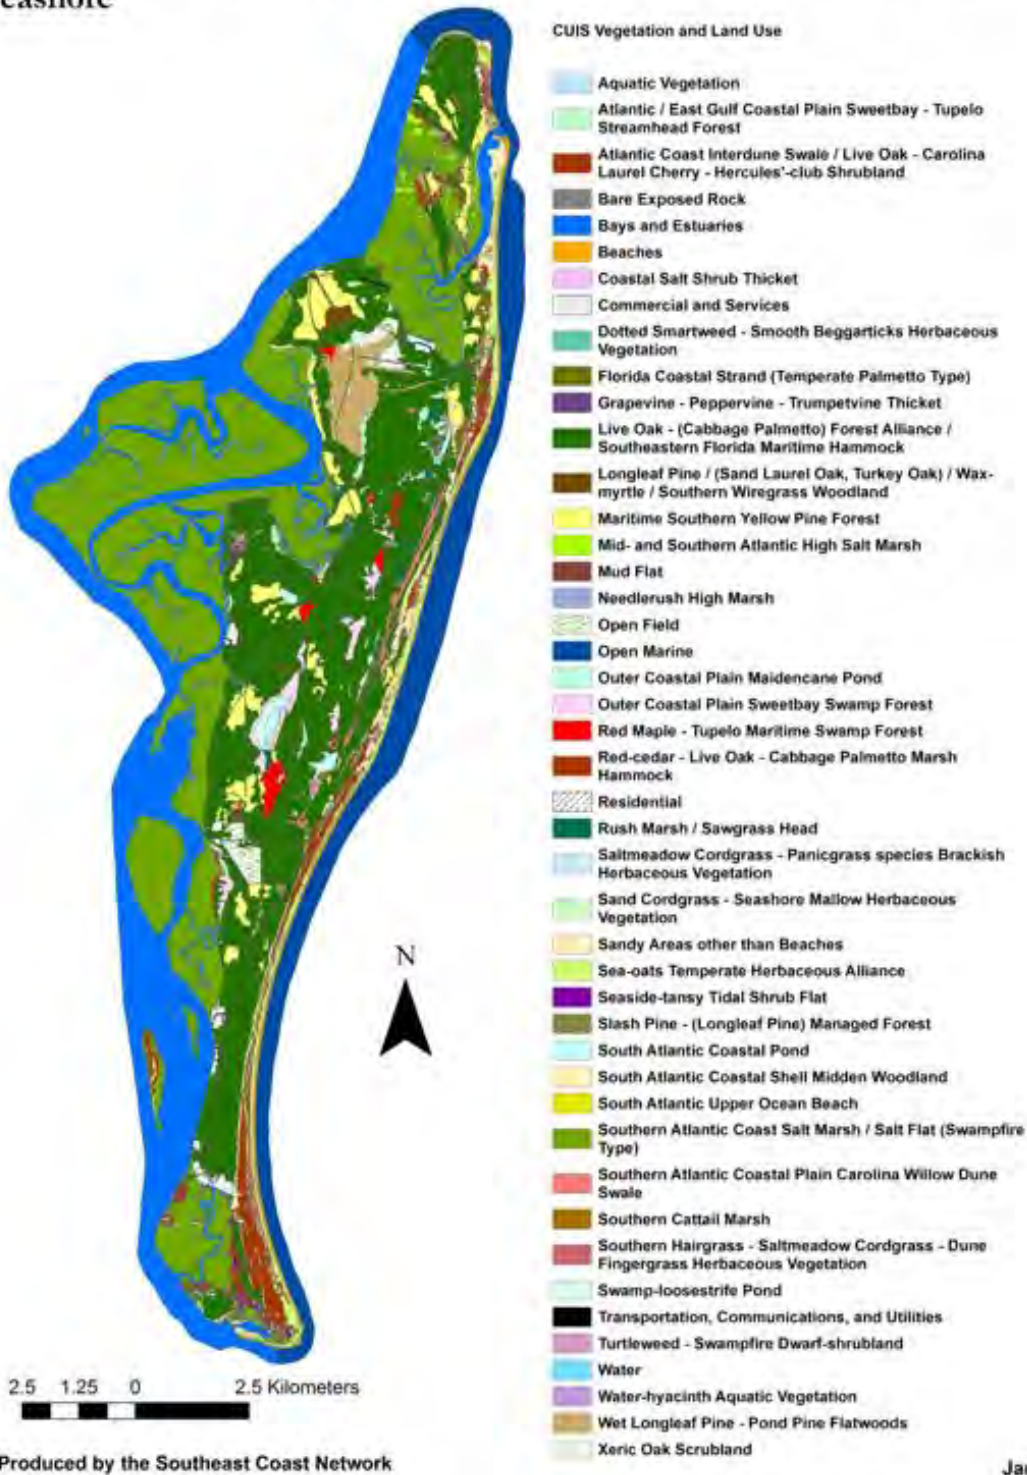 eashore
CUIS Vegetation and Land Use
Aquatic Vegetation
Atlantic / East Gulf Coastal Plain Sweetbay - Tupelo
Streamhead Forest
Atlantic Coast Interdune Swale / Live Oak - Carolina
Laurel Cherry - Hercules'-club Shrubland
Bare Exposed Rock
Bays and Estuaries
Beaches
Coastal Salt Shrub Thicket
Commercial and Services
Dotted Smartweed - Smooth Beggarticks Herbaceous
Vegetation
Florida Coastal Strand (Temperate Palmetto Type)
Grapevine - Peppervine - Trumpetvine Thicket
Live Oak - (Cabbage Palmetto) Forest Alliance /
Southeastern Florida Maritime Hammock
Longleaf Pine / (Sand Laurel Oak, Turkey Oak) / Wax-
myrtle / Southern Wiregrass Woodland
Maritime Southern Yellow Pine Forest
Mid- and Southern Atlantic High Salt Marsh
Mud Flat
Needlerush High Marsh
Open Field
Open Marine
Outer Coastal Plain Maidencane Pond
Outer Coastal Plain Sweetbay Swamp Forest
Red Maple - Tupelo Maritime Swamp Forest
Red-cedar - Live Oak - Cabbage Palmetto Marsh
Hammock
Residential
Rush Marsh / Sawgrass Head
Saltmeadow Cordgrass - Panicgrass species Brackish
Herbaceous Vegetation
Sand Cordgrass - Seashore Mallow Herbaceous
Vegetation
Sandy Areas other than Beaches
Sea-oats Temperate Herbaceous Alliance
Seaside-tansy Tidal Shrub Flat
Slash Pine - (Longleaf Pine) Managed Forest
South Atlantic Coastal Pond
South Atlantic Coastal Shell Midden Woodland
South Atlantic Upper Ocean Beach
Southern Atlantic Coast Salt Marsh / Salt Flat (Swampfire
Type)
Southern Atlantic Coastal Plain Carolina Willow Dune
Swale
Southern Cattail Marsh
Southern Hairgrass - Saltmeadow Cordgrass - Dune
Fingergrass Herbaceous Vegetation
Swamp-loosestrife Pond
Transportation, Communications, and Utilities
Turtleweed - Swampfire Dwarf-shrubland
Water
Water-hyacinth Aquatic Vegetation
Wet Longleaf Pine - Pond Pine Flatwoods
Xeric Oak Scrubland
N
2.5 1.25 0 2.5 Kilometers
Produced by the Southeast Coast Network
Jan